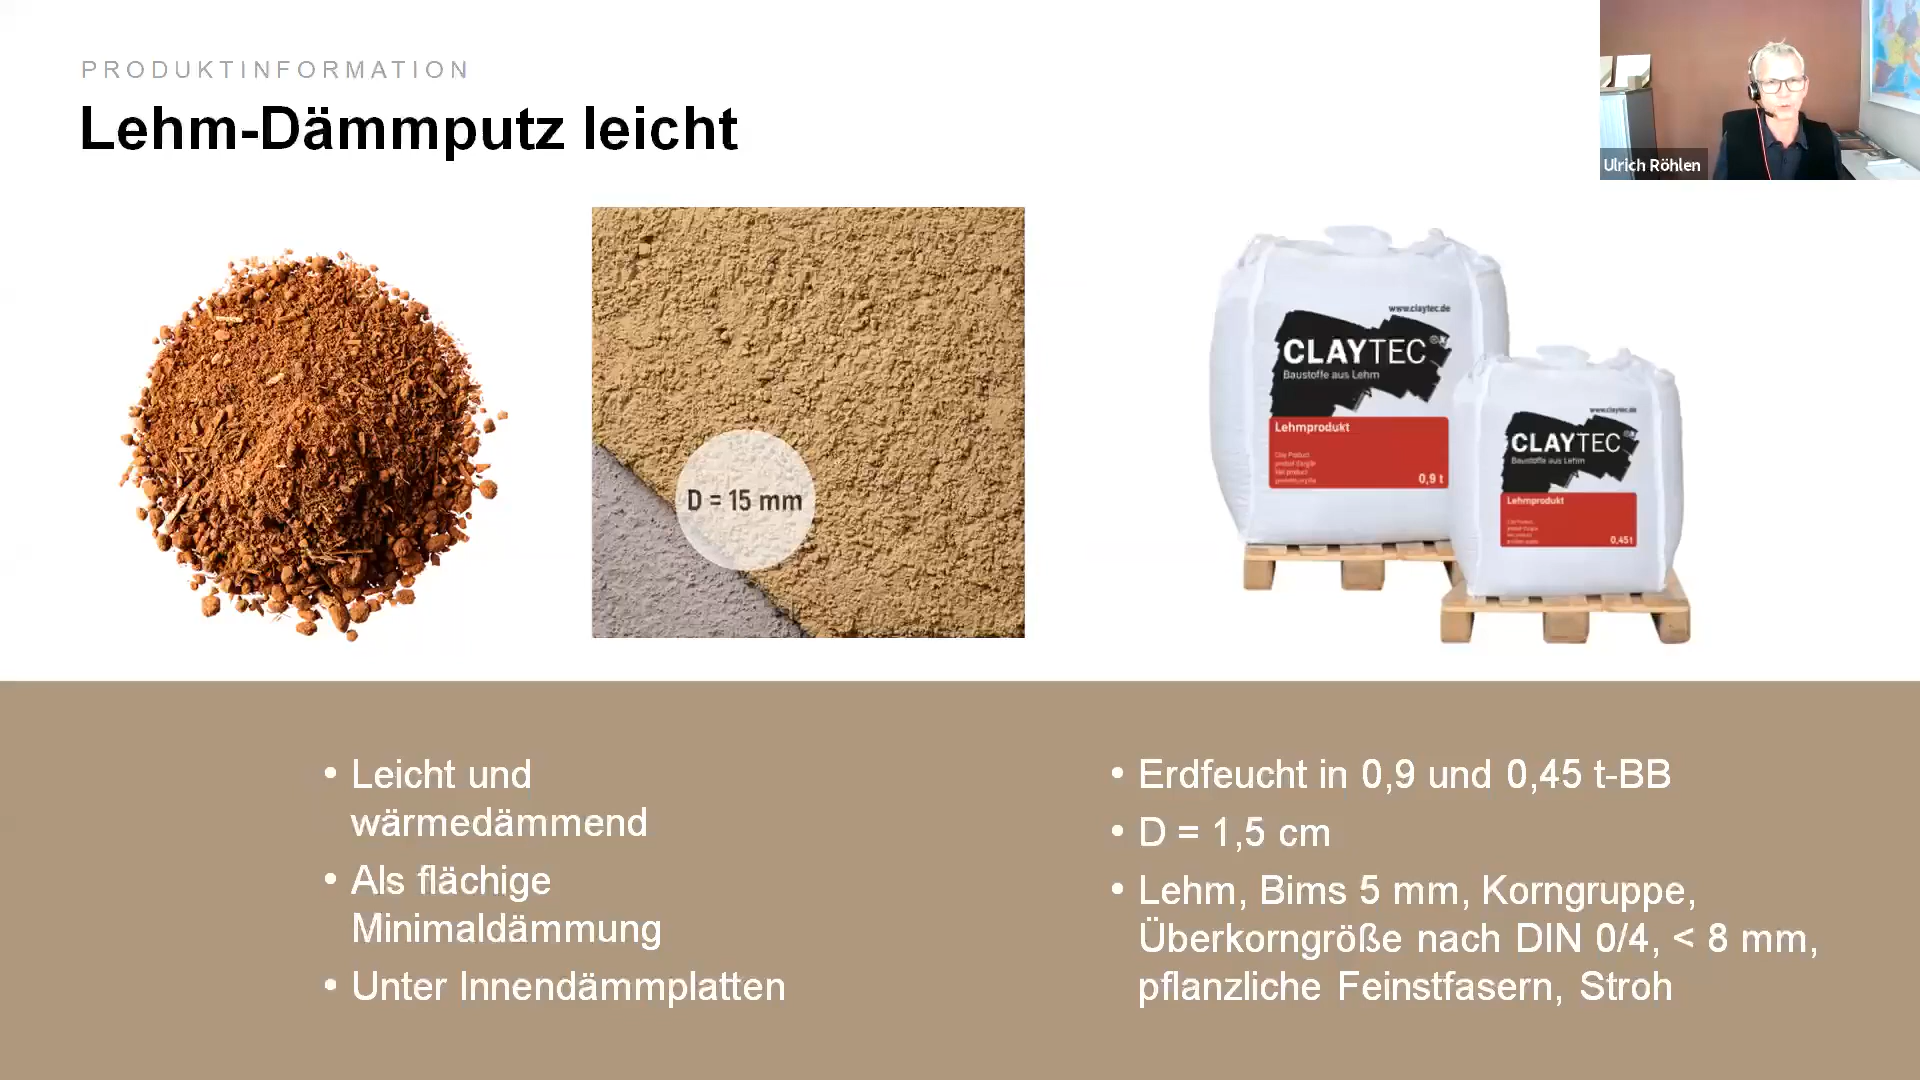 PRODUKTINFORMATION
Lehm-Dämmputz leicht
Ulrich Röhlen
D = 15 mm
www.claytec.de
CLAYTEC
Baustoffe aus Lehm
Lehmprodukt
Clay Product
0,9 t
www.claytec.de
CLAYTEC
Baustoffe aus Lehm
Lehmprodukt
0,45 t
• Leicht und
wärmedämmend
• Als flächige
Minimaldämmung
• Unter Innendämmplatten
• Erdfeucht in 0,9 und 0,45 t-BB
• D = 1,5 cm
• Lehm, Bims 5 mm, Korngruppe,
Überkorngröße nach DIN 0/4, < 8 mm,
pflanzliche Feinstfasern, Stroh